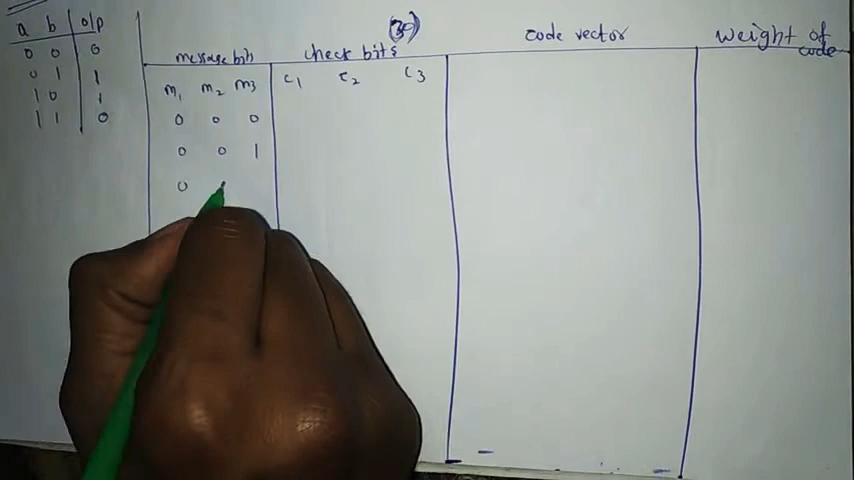 a b o/p
0 0 0
0 1 1
1 0 1
1 1 0
message bits check bits code vector weight of code
m1 m2 m3 c1 c2 c3
0 0 0
0 0 1
0